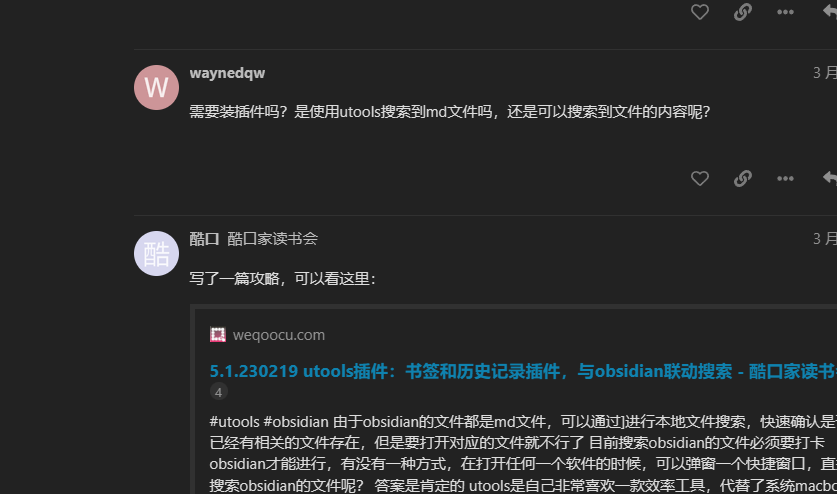 waynedqw
3 月
W
需要装插件吗？是使用utools搜索到md文件吗，还是可以搜索到文件的内容呢？
酷口 酷口家读书会
3 月
酷
写了一篇攻略，可以看这里：
weqoocu.com
5.1.230219 utools插件：书签和历史记录插件，与obsidian联动搜索 - 酷口家读书
4
#utools #obsidian 由于obsidian的文件都是md文件，可以通过]进行本地文件搜索，快速确认是
已经有相关的文件存在，但是要打开对应的文件就不行了 目前搜索obsidian的文件必须要打卡
obsidian才能进行，有没有一种方式，在打开任何一个软件的时候，可以弹窗一个快捷窗口，直
搜索obsidian的文件呢？ 答案是肯定的 utools是自己非常喜欢一款效率工具，代替了系统macbo